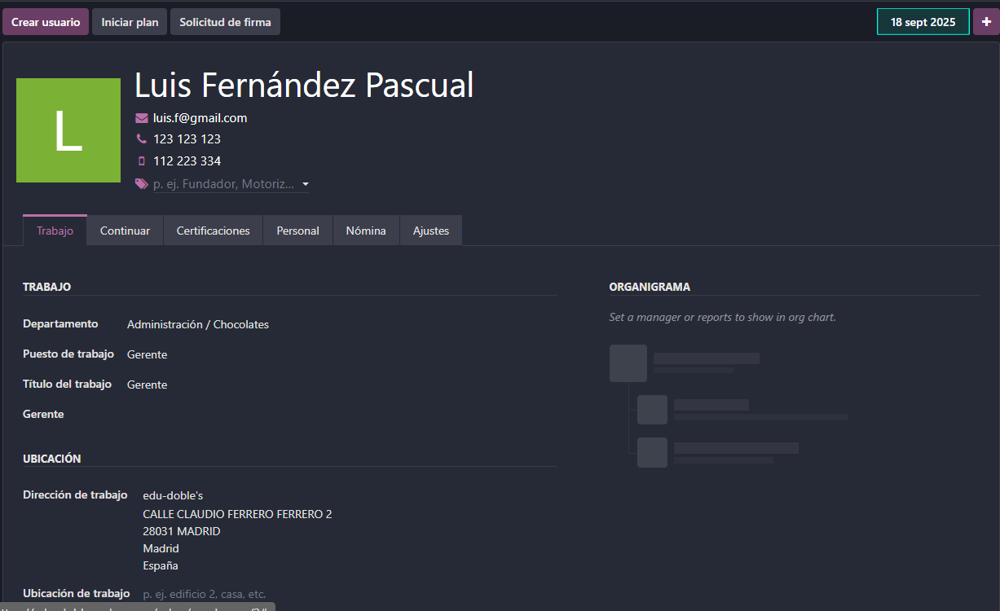 Crear usuario Iniciar plan Solicitud de firma 18 sept 2025 +
L
Luis Fernández Pascual
luis.f@gmail.com
123 123 123
112 223 334
p. ej. Fundador, Motoriz...
Trabajo Continuar Certificaciones Personal Nómina Ajustes
TRABAJO
Departamento Administración / Chocolates
Puesto de trabajo Gerente
Título del trabajo Gerente
Gerente
ORGANIGRAMA
Set a manager or reports to show in org chart.
UBICACIÓN
Dirección de trabajo edu-doble's
CALLE CLAUDIO FERRERO FERRERO 2
28031 MADRID
Madrid
España
Ubicación de trabajo p. ej. edificio 2, casa, etc.